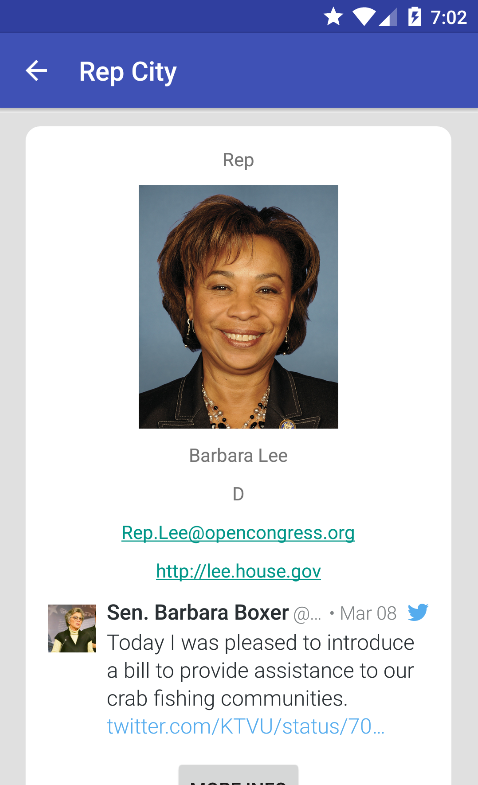 7:02
Rep City
Rep
Barbara Lee
D
Rep.Lee@opencongress.org
http://lee.house.gov
Sen. Barbara Boxer @... • Mar 08
Today I was pleased to introduce
a bill to provide assistance to our
crab fishing communities.
twitter.com/KTVU/status/70...
MORE INFO